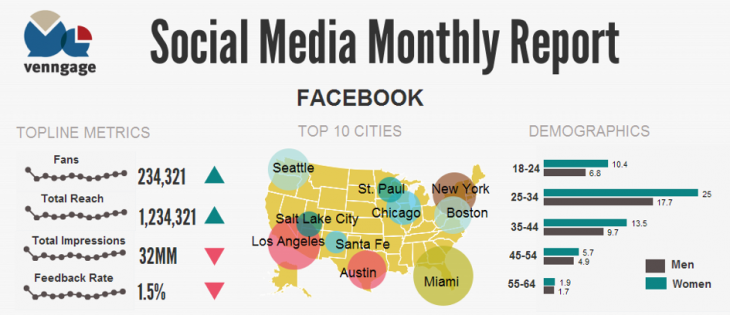 venngage
Social Media Monthly Report
FACEBOOK
TOPLINE METRICS
Fans
234,321
Total Reach
1,234,321
Total Impressions
32MM
Feedback Rate
1.5%
TOP 10 CITIES
Seattle
St. Paul
New York
Chicago
Boston
Salt Lake City
Los Angeles
Santa Fe
Austin
Miami
DEMOGRAPHICS
18-24
10.4
6.8
25-34
25
17.7
35-44
13.5
9.7
45-54
5.7
4.9
55-64
1.9
1.7
Men
Women